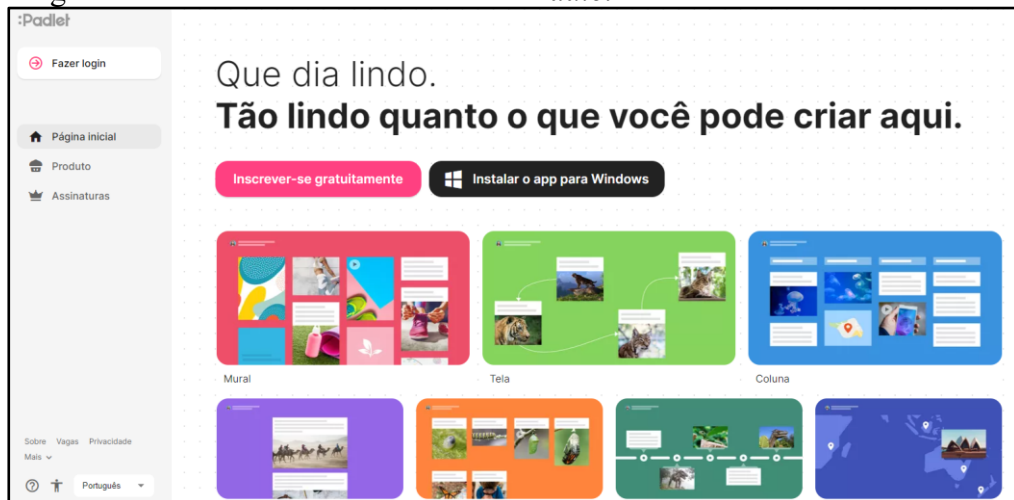 :Padlet
Fazer login
Página inicial
Produto
Assinaturas
Sobre Vagas Privacidade
Mais
Português
Que dia lindo.
Tão lindo quanto o que você pode criar aqui.
Inscrever-se gratuitamente
Instalar o app para Windows
Mural
Tela
Coluna